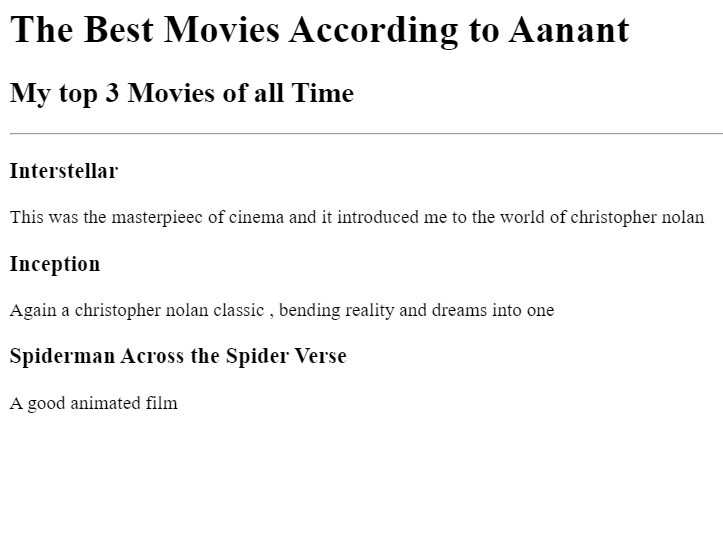 The Best Movies According to Aanant
My top 3 Movies of all Time
Interstellar
This was the masterpieec of cinema and it introduced me to the world of christopher nolan
Inception
Again a christopher nolan classic , bending reality and dreams into one
Spiderman Across the Spider Verse
A good animated film